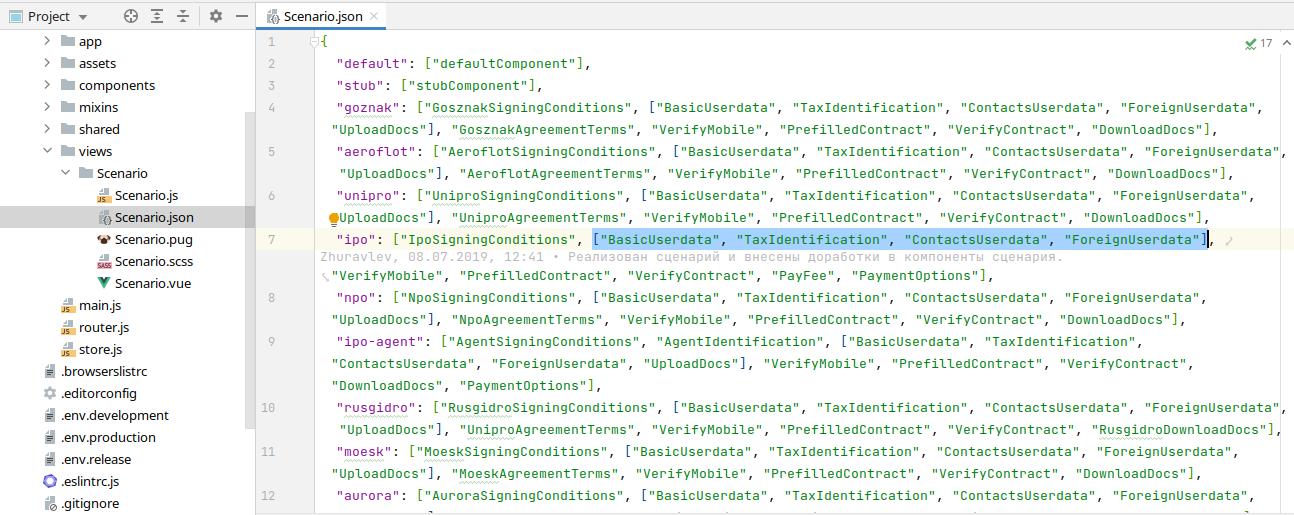 Project
Scenario.json
app
assets
components
mixins
shared
views
Scenario
Scenario.js
Scenario.json
Scenario.pug
Scenario.scss
Scenario.vue
main.js
router.js
store.js
.browserslistrc
.editorconfig
.env.development
.env.production
.env.release
.eslintrc.js
.gitignore
17
1 {
2 "default": ["defaultComponent"],
3 "stub": ["stubComponent"],
4 "goznak": ["GosznakSigningConditions", ["BasicUserdata", "TaxIdentification", "ContactsUserdata", "ForeignUserdata",
"UploadDocs"], "GosznakAgreementTerms", "VerifyMobile", "PrefilledContract", "VerifyContract", "DownloadDocs"],
5 "aeroflot": ["AeroflotSigningConditions", ["BasicUserdata", "TaxIdentification", "ContactsUserdata", "ForeignUserdata",
"UploadDocs"], "AeroflotAgreementTerms", "VerifyMobile", "PrefilledContract", "VerifyContract", "DownloadDocs"],
6 "unipro": ["UniproSigningConditions", ["BasicUserdata", "TaxIdentification", "ContactsUserdata", "ForeignUserdata",
UploadDocs"], "UniproAgreementTerms", "VerifyMobile", "PrefilledContract", "VerifyContract", "DownloadDocs"],
7 "ipo": ["IpoSigningConditions", ["BasicUserdata", "TaxIdentification", "ContactsUserdata", "ForeignUserdata"],
Zhuravlev, 08.07.2019, 12:41 • Реализован сценарий и внесены доработки в компоненты сценария.
"VerifyMobile", "PrefilledContract", "VerifyContract", "PayFee", "PaymentOptions"],
8 "npo": ["NpoSigningConditions", ["BasicUserdata", "TaxIdentification", "ContactsUserdata", "ForeignUserdata",
"UploadDocs"], "NpoAgreementTerms", "VerifyMobile", "PrefilledContract", "VerifyContract", "DownloadDocs"],
9 "ipo-agent": ["AgentSigningConditions", "AgentIdentification", ["BasicUserdata", "TaxIdentification",
"ContactsUserdata", "ForeignUserdata", "UploadDocs"], "VerifyMobile", "PrefilledContract", "VerifyContract",
"DownloadDocs", "PaymentOptions"],
10 "rusgidro": ["RusgidroSigningConditions", ["BasicUserdata", "TaxIdentification", "ContactsUserdata", "ForeignUserdata",
"UploadDocs"], "UniproAgreementTerms", "VerifyMobile", "PrefilledContract", "VerifyContract", "RusgidroDownloadDocs"],
11 "moesk": ["MoeskSigningConditions", ["BasicUserdata", "TaxIdentification", "ContactsUserdata", "ForeignUserdata",
"UploadDocs"], "MoeskAgreementTerms", "VerifyMobile", "PrefilledContract", "VerifyContract", "DownloadDocs"],
12 "aurora": ["AuroraSigningConditions", ["BasicUserdata", "TaxIdentification", "ContactsUserdata", "ForeignUserdata",